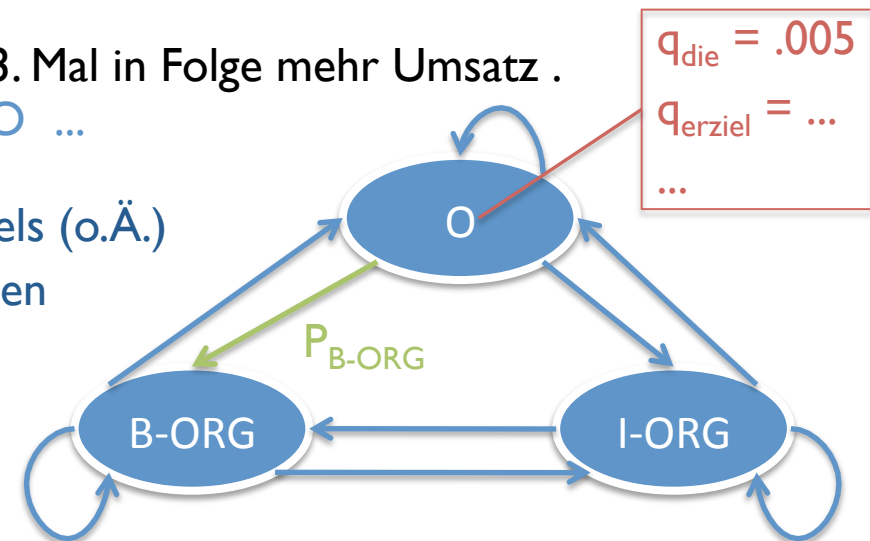 3. Mal in Folge mehr Umsatz .
O ...
els (o.Ä.)
en
q_die = .005
q_erziel = ...
...
O
P_B-ORG
B-ORG
I-ORG